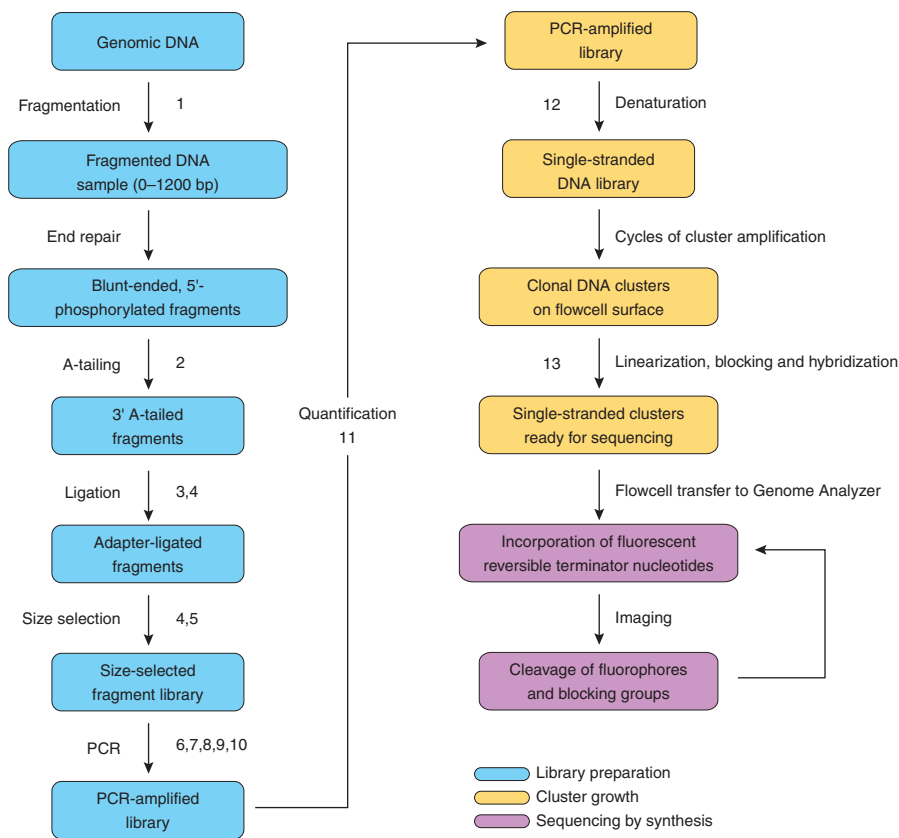 Genomic DNA
Fragmentation 1
Fragmented DNA
sample (0–1200 bp)
End repair
Blunt-ended, 5'-
phosphorylated fragments
A-tailing 2
3' A-tailed
fragments
Ligation 3,4
Adapter-ligated
fragments
Size selection 4,5
Size-selected
fragment library
PCR 6,7,8,9,10
PCR-amplified
library
Quantification
11
PCR-amplified
library
12 Denaturation
Single-stranded
DNA library
Cycles of cluster amplification
Clonal DNA clusters
on flowcell surface
13 Linearization, blocking and hybridization
Single-stranded clusters
ready for sequencing
Flowcell transfer to Genome Analyzer
Incorporation of fluorescent
reversible terminator nucleotides
Imaging
Cleavage of fluorophores
and blocking groups
Library preparation
Cluster growth
Sequencing by synthesis